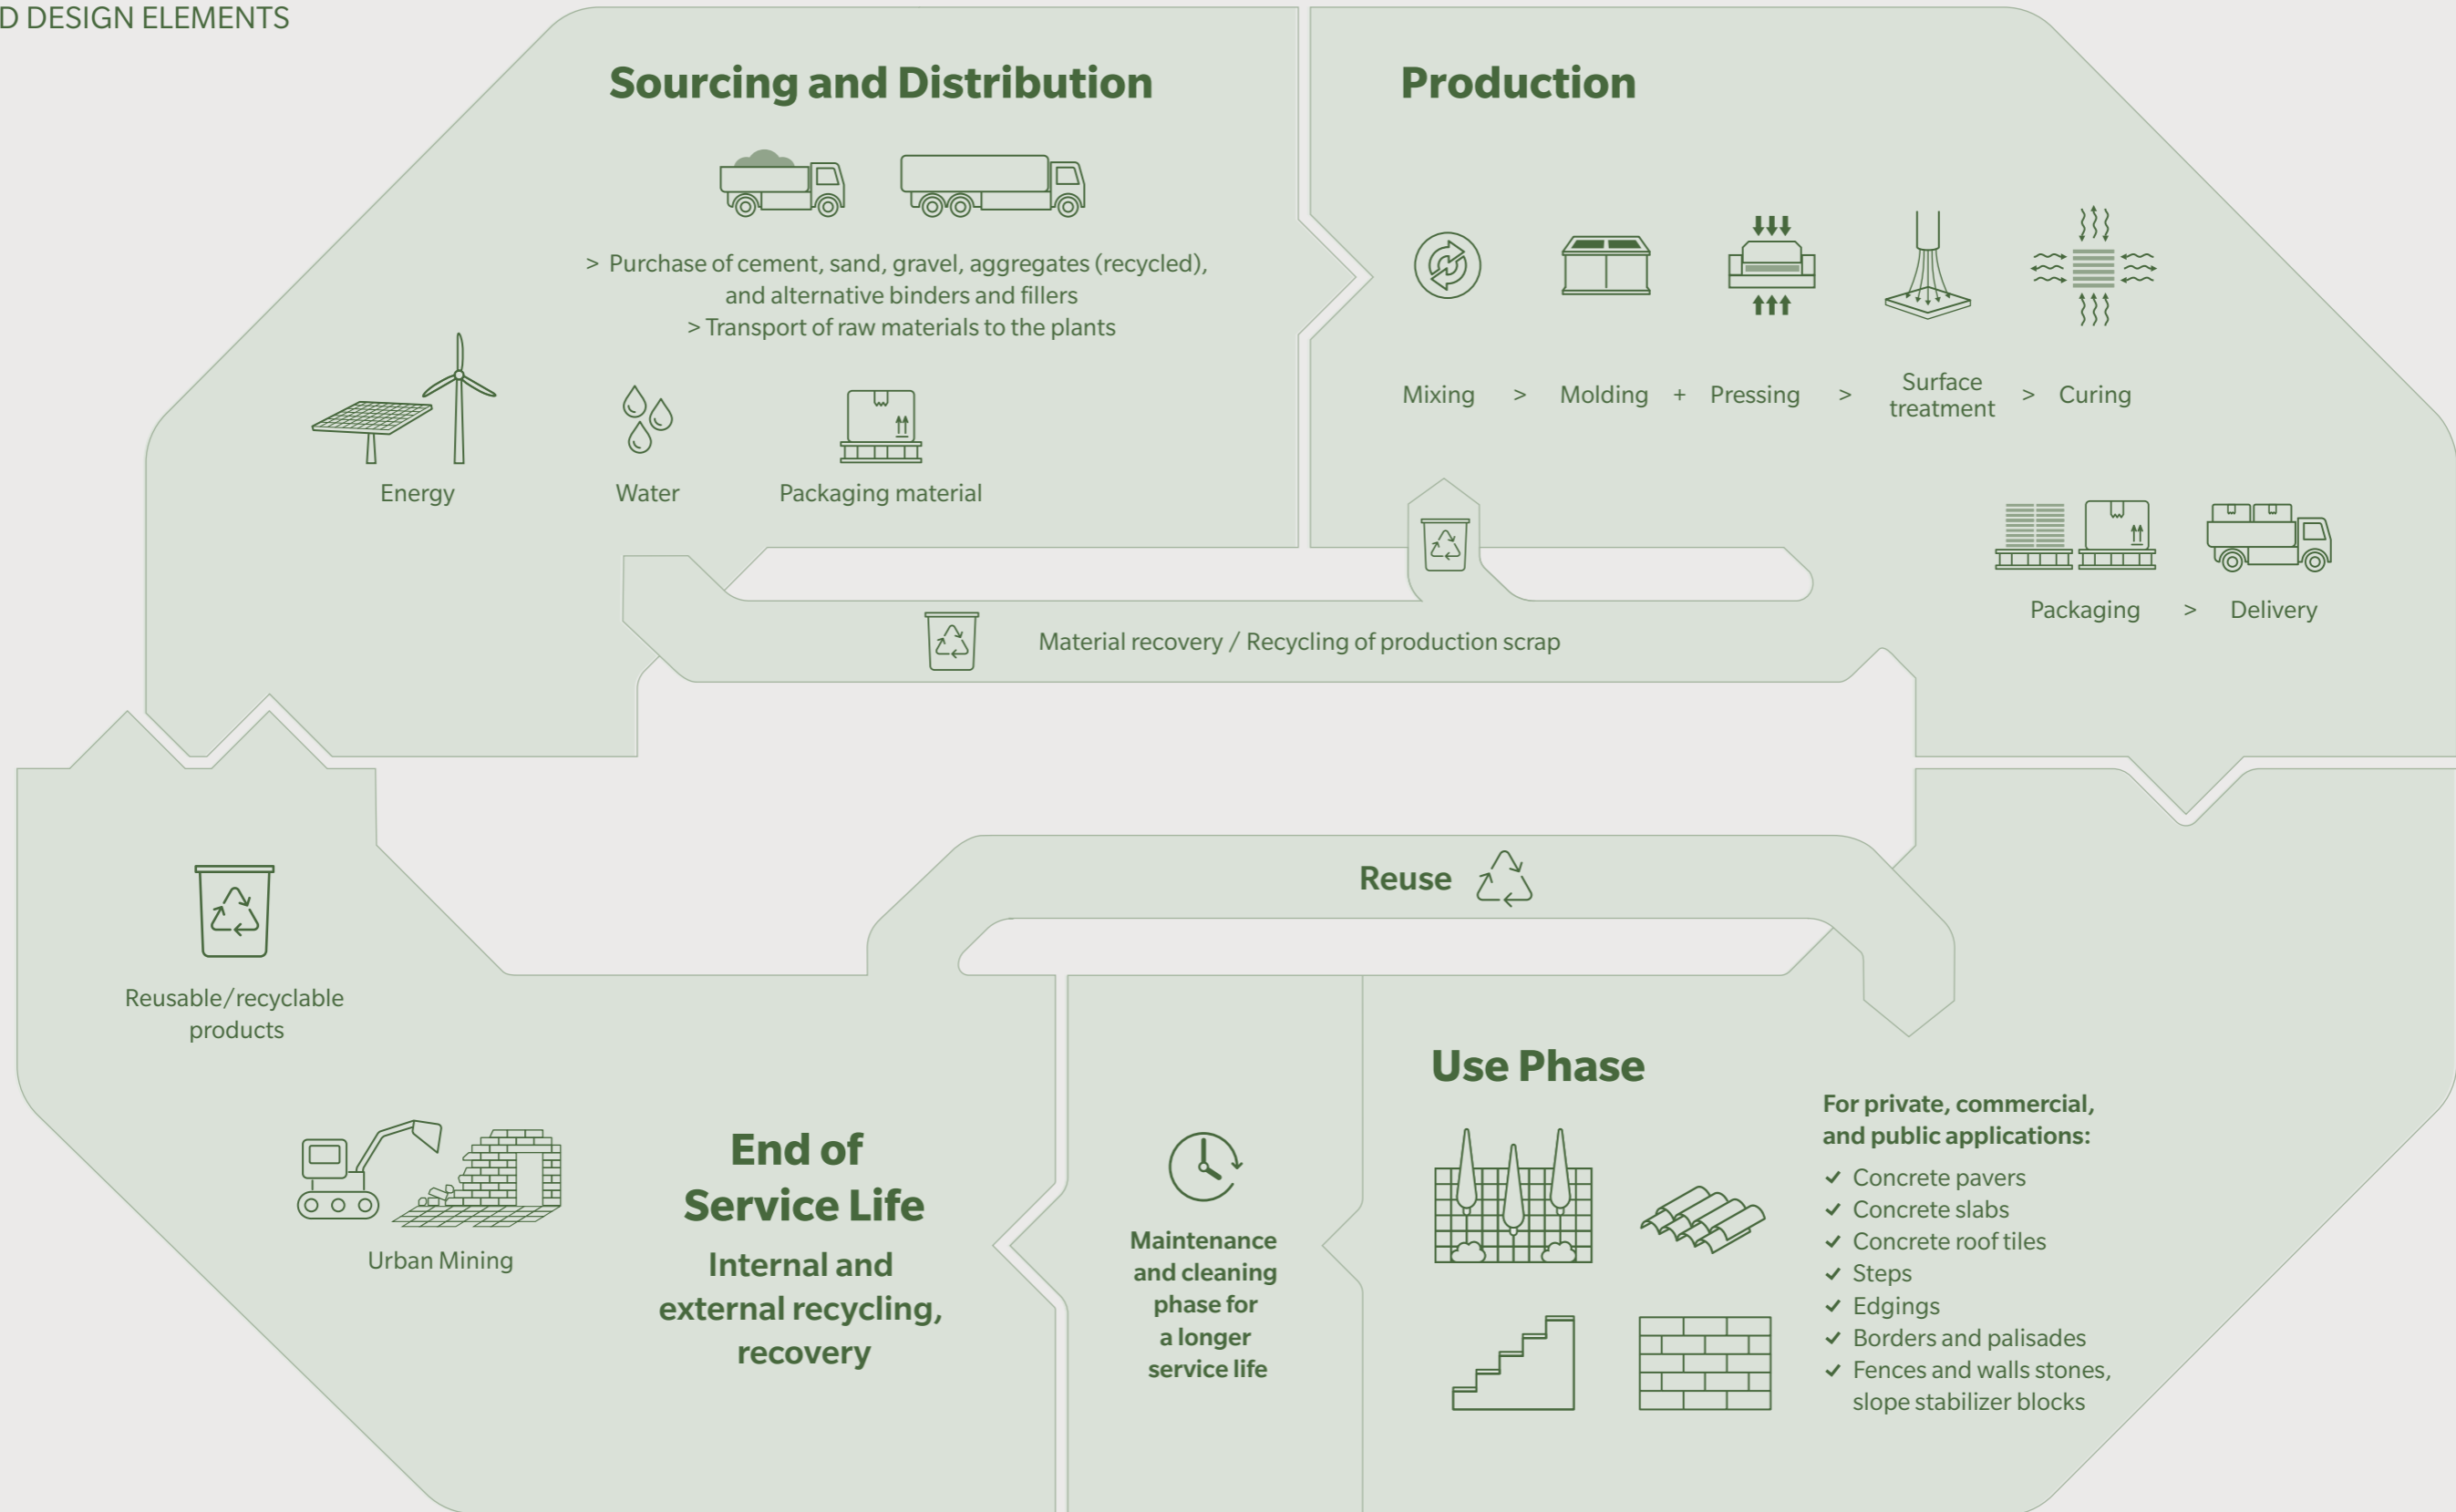 D DESIGN ELEMENTS
Sourcing and Distribution
> Purchase of cement, sand, gravel, aggregates (recycled),
and alternative binders and fillers
> Transport of raw materials to the plants
Energy
Water
Packaging material
Production
Mixing > Molding + Pressing > Surface treatment > Curing
Packaging > Delivery
Material recovery / Recycling of production scrap
Reusable/recyclable
products
Urban Mining
End of
Service Life
Internal and
external recycling,
recovery
Reuse
Maintenance
and cleaning
phase for
a longer
service life
Use Phase
For private, commercial,
and public applications:
✓ Concrete pavers
✓ Concrete slabs
✓ Concrete roof tiles
✓ Steps
✓ Edgings
✓ Borders and palisades
✓ Fences and walls stones,
slope stabilizer blocks